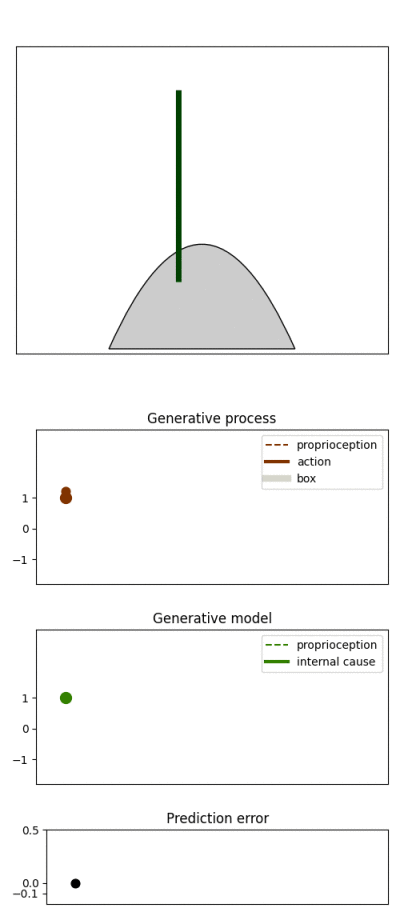 Generative process
proprioception
action
box
1
0
−1
Generative model
proprioception
internal cause
1
0
−1
Prediction error
0.5
0.0
−0.1